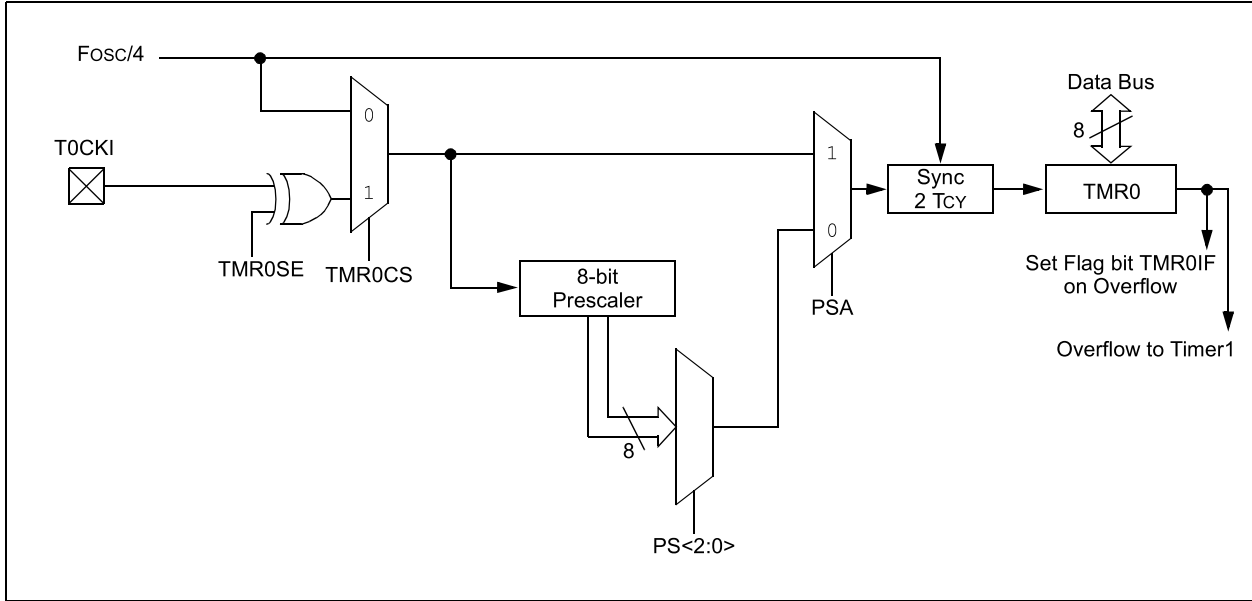 FOSC/4
Data Bus
0
8
T0CKI
1
1
Sync
2 TCY
TMR0
0
TMR0SE
TMR0CS
8-bit
Prescaler
Set Flag bit TMR0IF
on Overflow
PSA
Overflow to Timer1
8
PS<2:0>